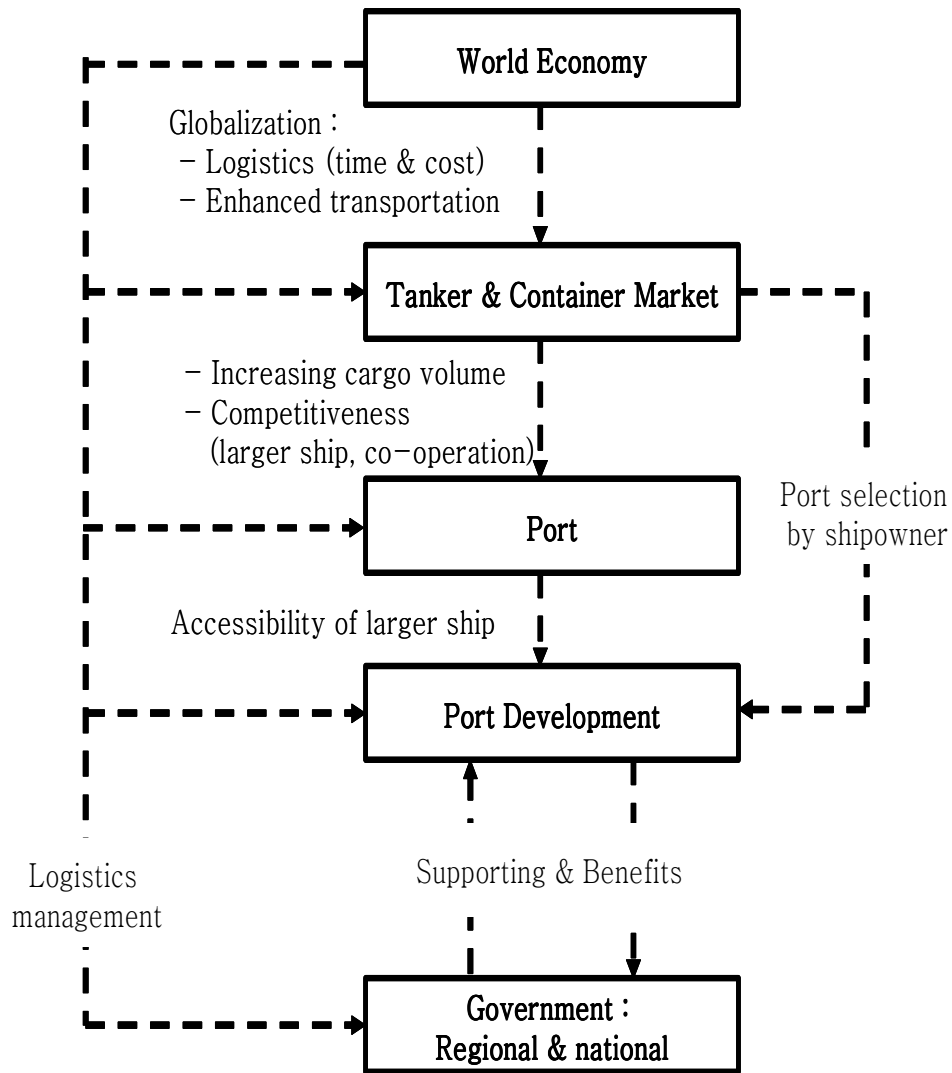 World Economy
Globalization :
- Logistics (time & cost)
- Enhanced transportation
Tanker & Container Market
- Increasing cargo volume
- Competitiveness
(larger ship, co-operation)
Port selection
by shipowner
Port
Accessibility of larger ship
Port Development
Logistics
management
Supporting & Benefits
Government :
Regional & national